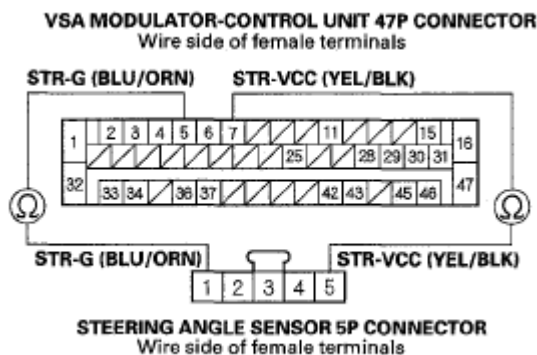 VSA MODULATOR-CONTROL UNIT 47P CONNECTOR
Wire side of female terminals
STR-G (BLU/ORN) STR-VCC (YEL/BLK)
1 2 3 4 5 6 7 11 15 16
25 28 29 30 31
32 33 34 36 37 42 43 45 46 47
Ω Ω
STR-G (BLU/ORN) STR-VCC (YEL/BLK)
1 2 3 4 5
STEERING ANGLE SENSOR 5P CONNECTOR
Wire side of female terminals